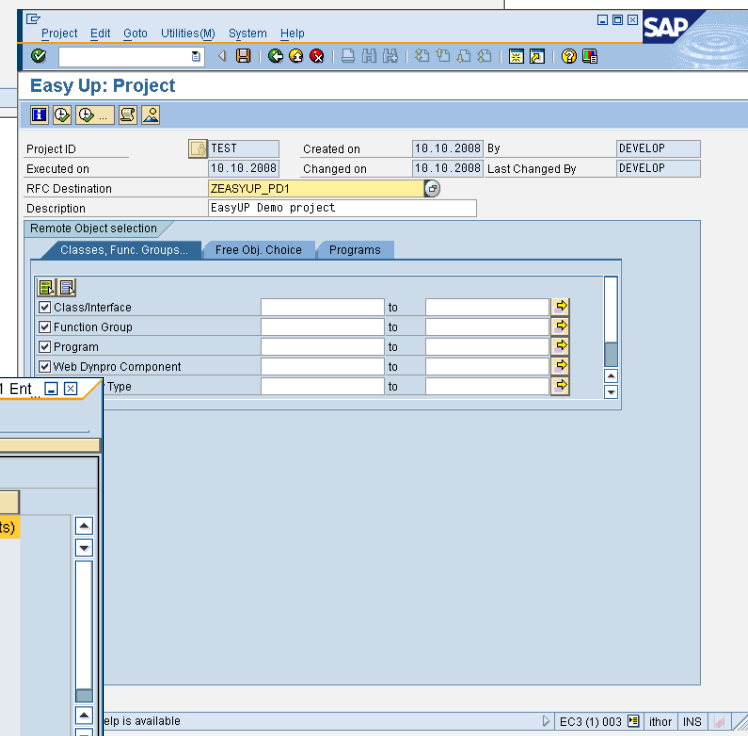 Project Edit Goto Utilities(M) System Help
SAP
Easy Up: Project
Project ID TEST Created on 10.10.2008 By DEVELOP
Executed on 10.10.2008 Changed on 10.10.2008 Last Changed By DEVELOP
RFC Destination ZEASYUP_PD1
Description EasyUP Demo project
Remote Object selection
Classes, Func. Groups... Free Obj. Choice Programs
Class/Interface to
Function Group to
Program to
Web Dynpro Component to
Type to
1 Ent...
ts)
elp is available EC3 (1) 003 ithor INS